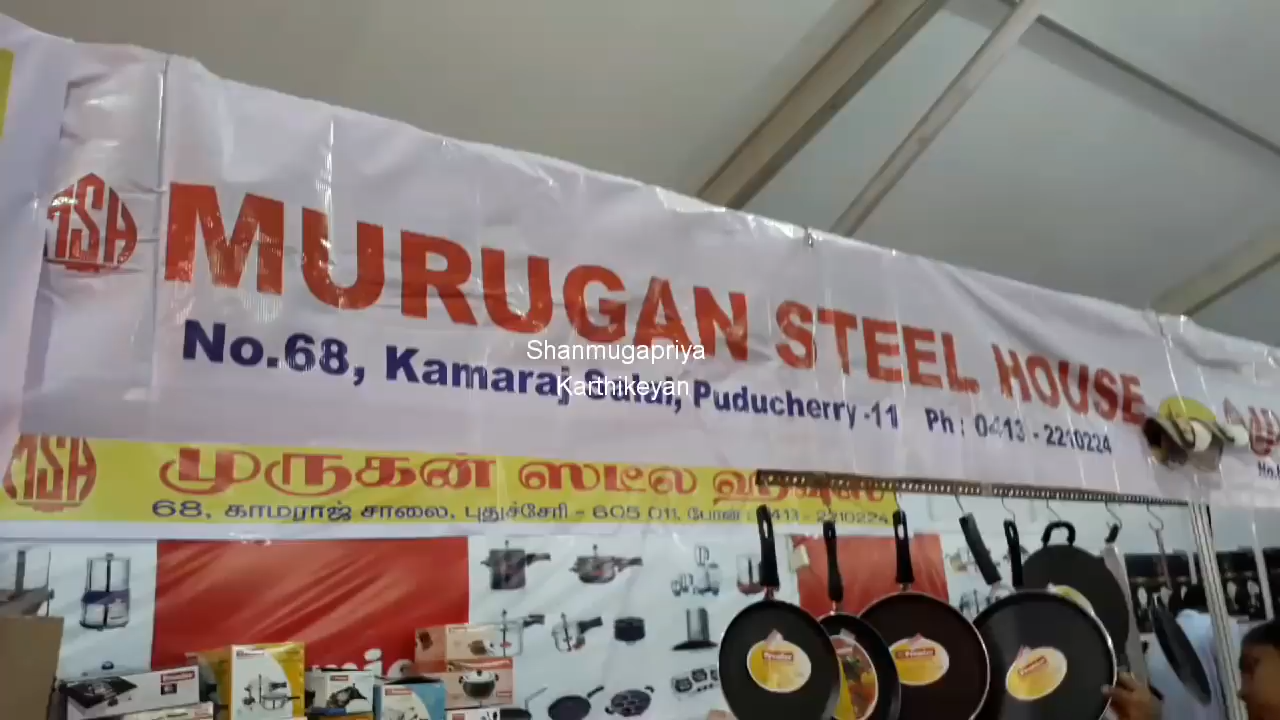 MSH
MURUGAN STEEL HOUSE
No.68, Kamaraj Salai, Puducherry -11 Ph : 0413 - 2210224
Shanmugapriya
Karthikeyan
MSH
முருகன் ஸ்டீல் ஹவுஸ்
68, காமராஜ் சாலை, புதுச்சேரி - 605 011. போன் : 0413 - 2210224